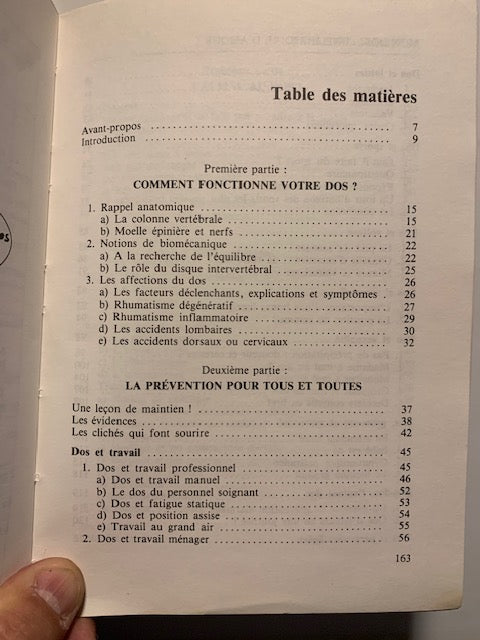 Table des matières
Avant-propos ........ 7
Introduction ........ 9
Première partie :
COMMENT FONCTIONNE VOTRE DOS ?
1. Rappel anatomique ........ 15
a) La colonne vertébrale ........ 15
b) Moelle épinière et nerfs ........ 21
2. Notions de biomécanique ........ 22
a) A la recherche de l'équilibre ........ 22
b) Le rôle du disque intervertébral ........ 25
3. Les affections du dos ........ 26
a) Les facteurs déclenchants, explications et symptômes . 26
b) Rhumatisme dégénératif ........ 27
c) Rhumatisme inflammatoire ........ 29
d) Les accidents lombaires ........ 30
e) Les accidents dorsaux ou cervicaux ........ 32
Deuxième partie :
LA PRÉVENTION POUR TOUS ET TOUTES
Une leçon de maintien ! ........ 37
Les évidences ........ 38
Les clichés qui font sourire ........ 42
Dos et travail ........ 45
1. Dos et travail professionnel ........ 45
a) Dos et travail manuel ........ 46
b) Le dos du personnel soignant ........ 52
c) Dos et fatigue statique ........ 53
d) Dos et position assise ........ 54
e) Travail au grand air ........ 55
2. Dos et travail ménager ........ 56
163